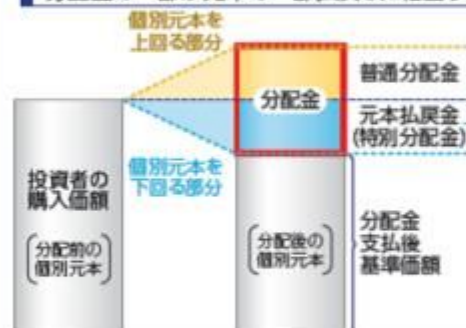 個別元本を
上回る部分
普通分配金
分配金
元本払戻金
(特別分配金)
個別元本を
下回る部分
投資者の
購入価額
(分配前の
個別元本)
(分配後の
個別元本)
分配金
支払後
基準価額